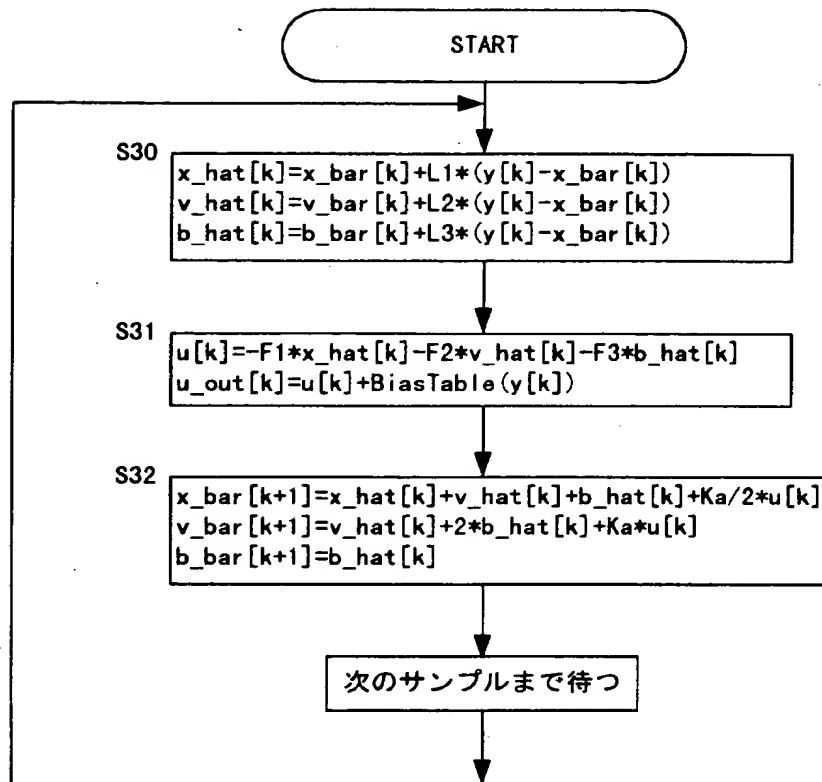 START
S30
x_hat[k]=x_bar[k]+L1*(y[k]-x_bar[k])
v_hat[k]=v_bar[k]+L2*(y[k]-x_bar[k])
b_hat[k]=b_bar[k]+L3*(y[k]-x_bar[k])
S31
u[k]=-F1*x_hat[k]-F2*v_hat[k]-F3*b_hat[k]
u_out[k]=u[k]+BiasTable(y[k])
S32
x_bar[k+1]=x_hat[k]+v_hat[k]+b_hat[k]+Ka/2*u[k]
v_bar[k+1]=v_hat[k]+2*b_hat[k]+Ka*u[k]
b_bar[k+1]=b_hat[k]
次のサンプルまで待つ